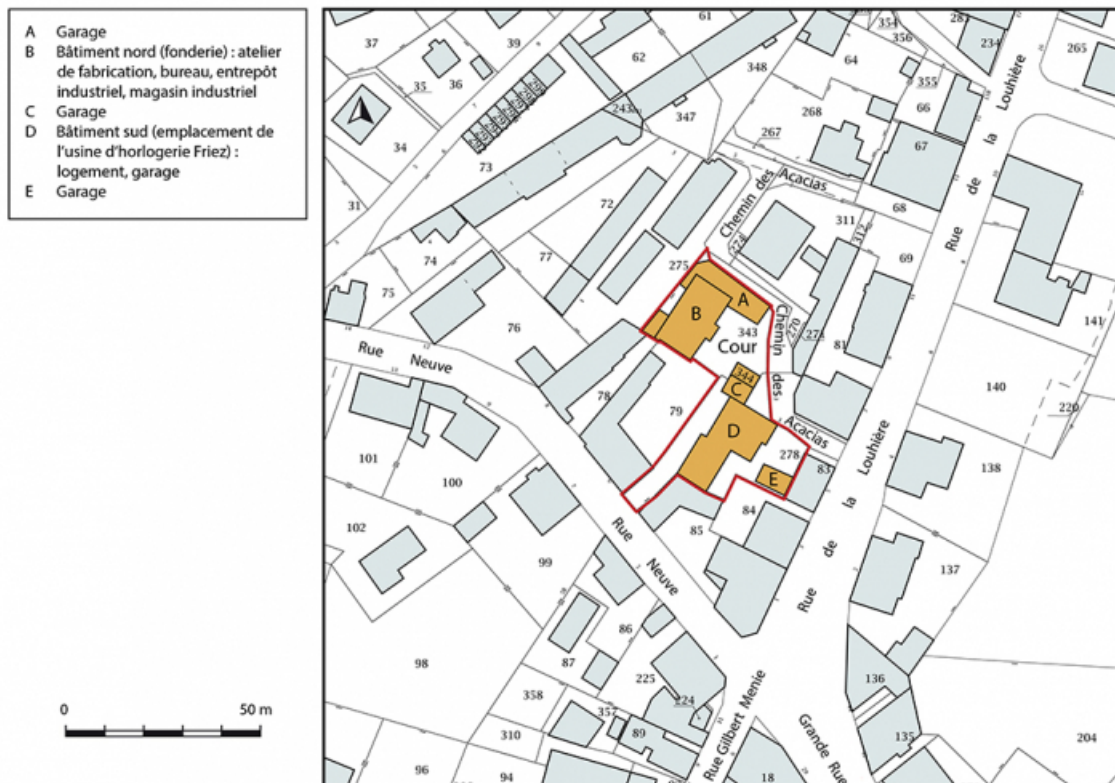 A Garage
B Bâtiment nord (fonderie) : atelier
de fabrication, bureau, entrepôt
industriel, magasin industriel
C Garage
D Bâtiment sud (emplacement de
l'usine d'horlogerie Friez) :
logement, garage
E Garage
0 50 m
37
39
61
62
64
354
356
283
234
265
35
36
348
355
66
268
243
347
267
67
34
73
Acacias
Chemin des
68
Rue de la Louhière
31
72
274
311
312
69
77
74
275
75
A
B
76
343
Cour
270
271
81
141
Rue Neuve
344
C
Chemin des
Acacias
140
220
78
79
D
278
E
83
138
101
100
84
Rue de la Louhière
102
85
99
Rue Neuve
137
86
98
87
225
136
358
357
224
310
89
135
204
96
94
18
Rue Gilbert Menie
Grande Rue